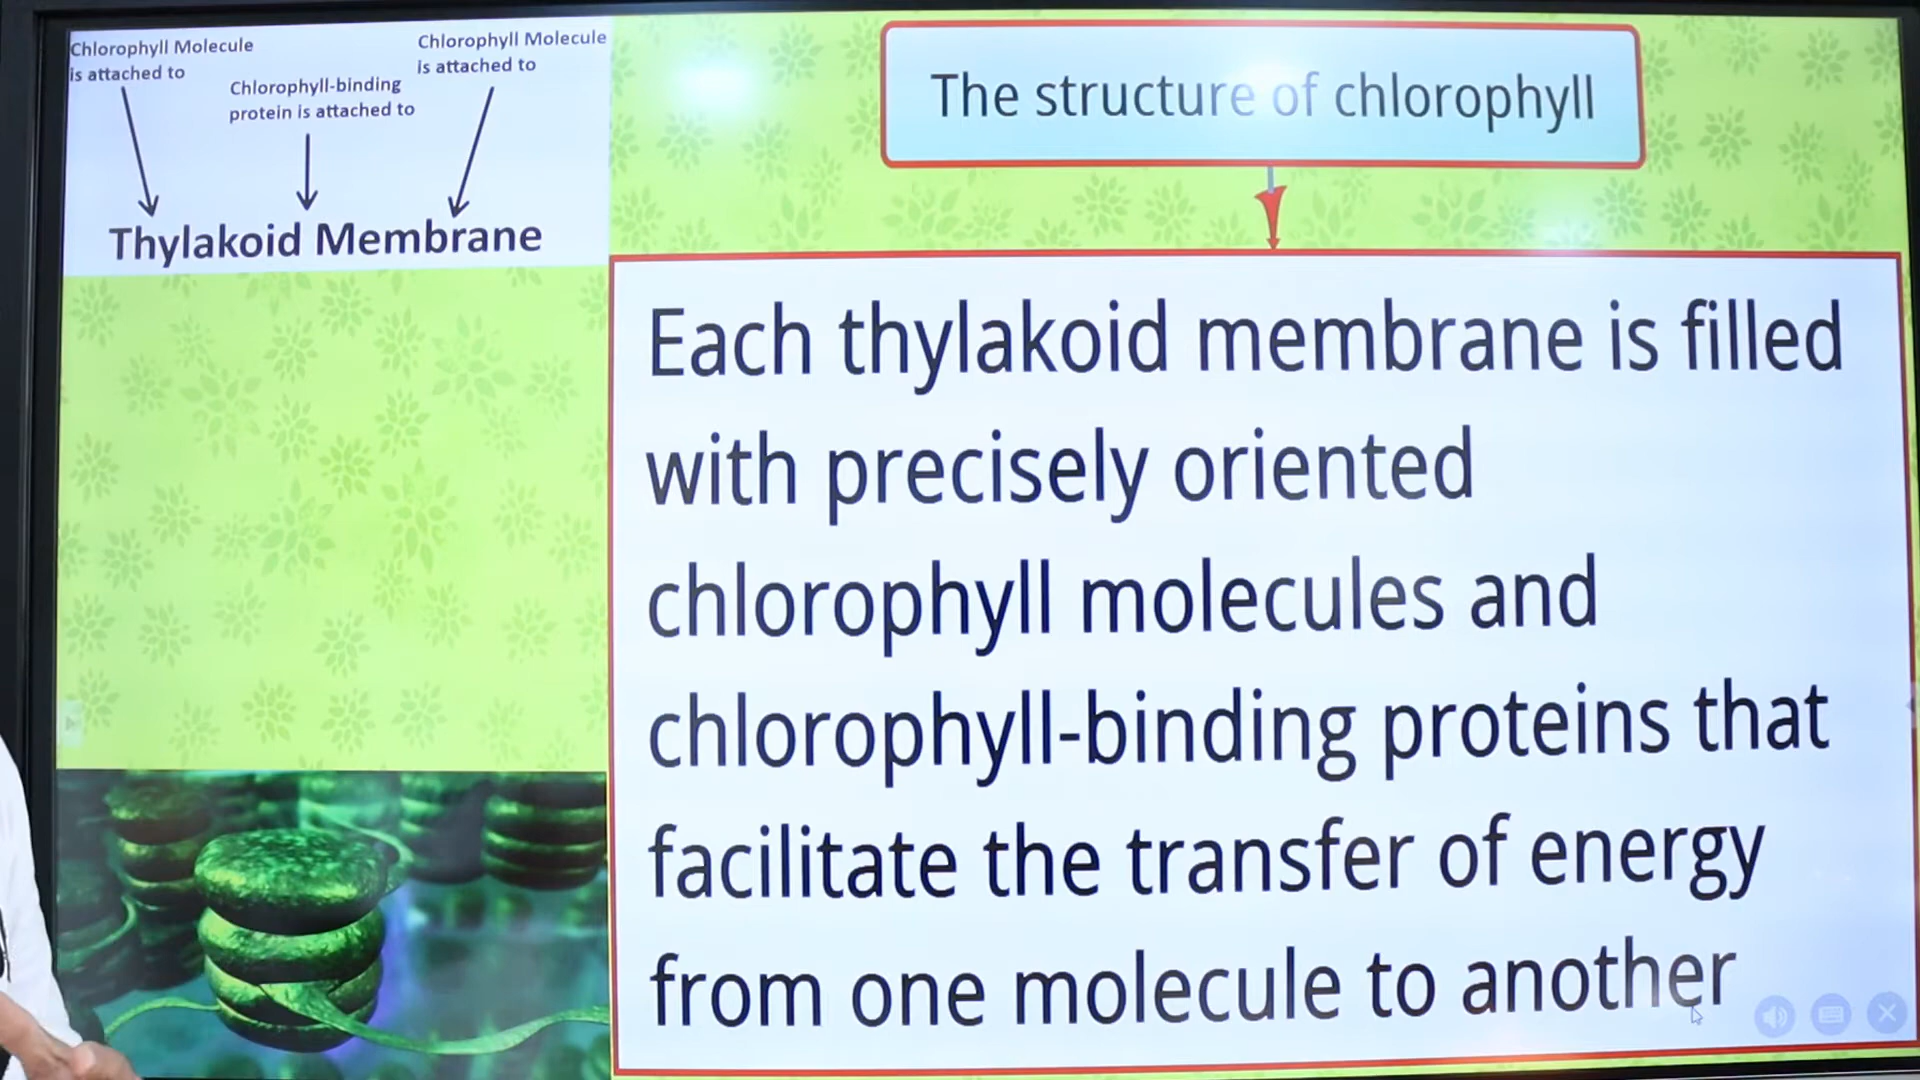 Chlorophyll Molecule
is attached to
Chlorophyll-binding
protein is attached to
Chlorophyll Molecule
is attached to
Thylakoid Membrane
The structure of chlorophyll
Each thylakoid membrane is filled
with precisely oriented
chlorophyll molecules and
chlorophyll-binding proteins that
facilitate the transfer of energy
from one molecule to another